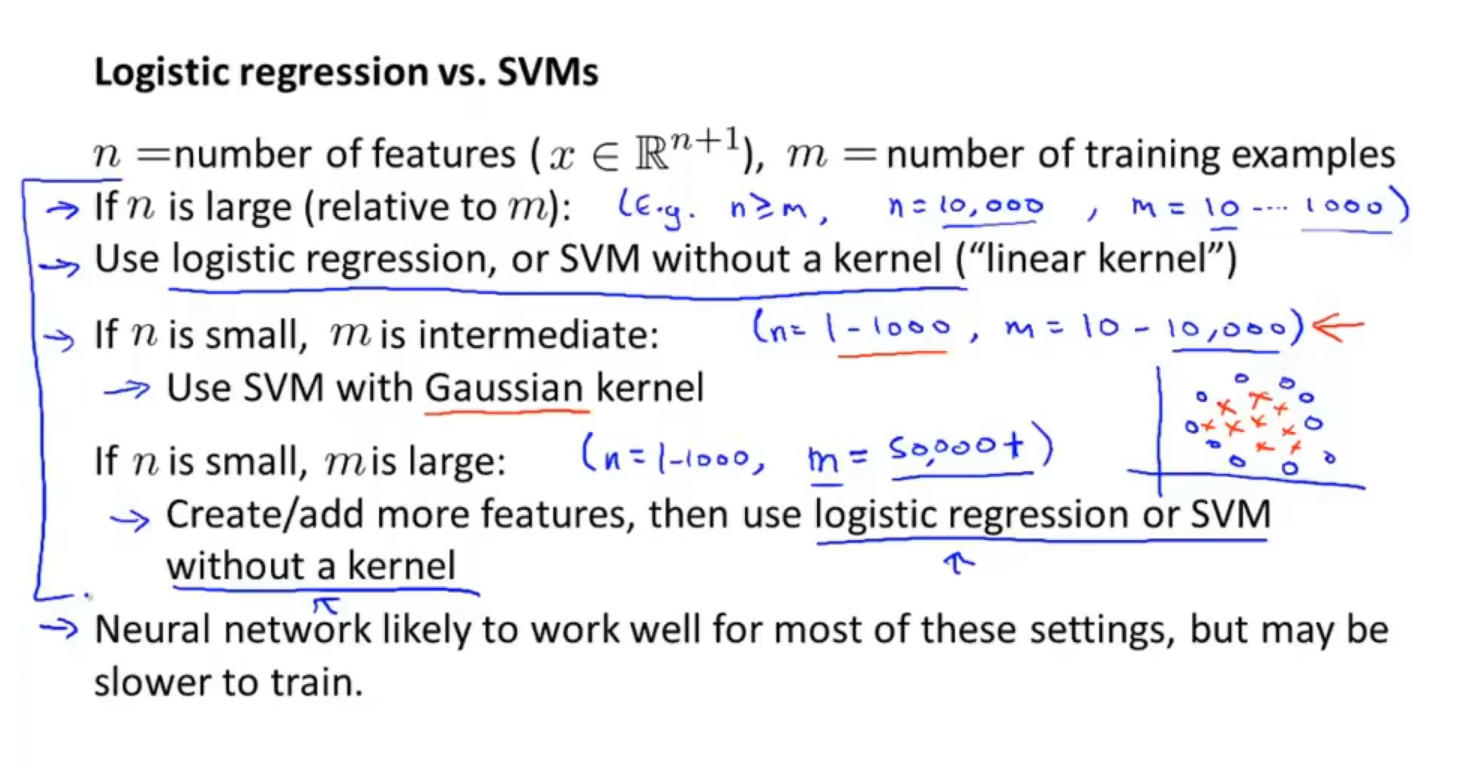 Logistic regression vs. SVMs
n =number of features ( x ∈ ℝⁿ⁺¹), m = number of training examples
→ If n is large (relative to m): (E.g. n ≥ m, n = 10,000 , m = 10 .... 1000)
→ Use logistic regression, or SVM without a kernel (“linear kernel”)
→ If n is small, m is intermediate: (n= 1-1000, m = 10 - 10,000) ←
→ Use SVM with Gaussian kernel
If n is small, m is large: (n=1-1000, m = 50,000+)
→ Create/add more features, then use logistic regression or SVM
without a kernel
→ Neural network likely to work well for most of these settings, but may be
slower to train.